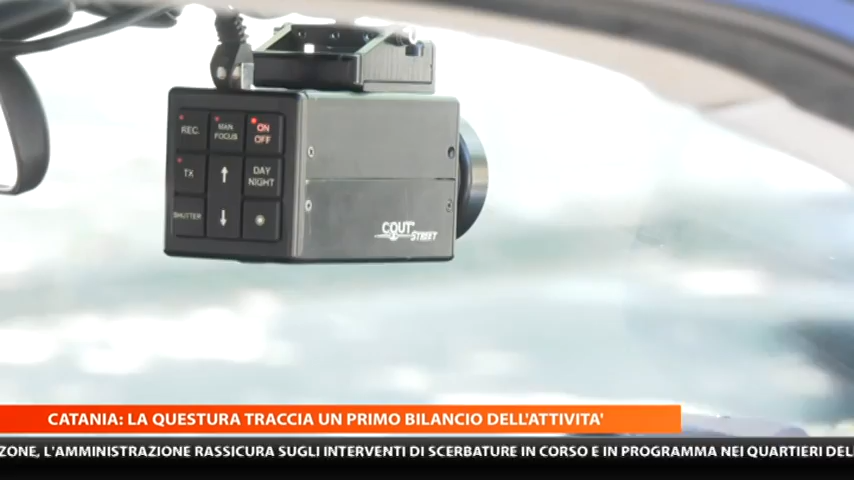 REC.
MAN FOCUS
ON OFF
TX
↑
DAY NIGHT
SHUTTER
↓
COUT
STREET
CATANIA: LA QUESTURA TRACCIA UN PRIMO BILANCIO DELL'ATTIVITA'
ZONE, L'AMMINISTRAZIONE RASSICURA SUGLI INTERVENTI DI SCERBATURE IN CORSO E IN PROGRAMMA NEI QUARTIERI DEL